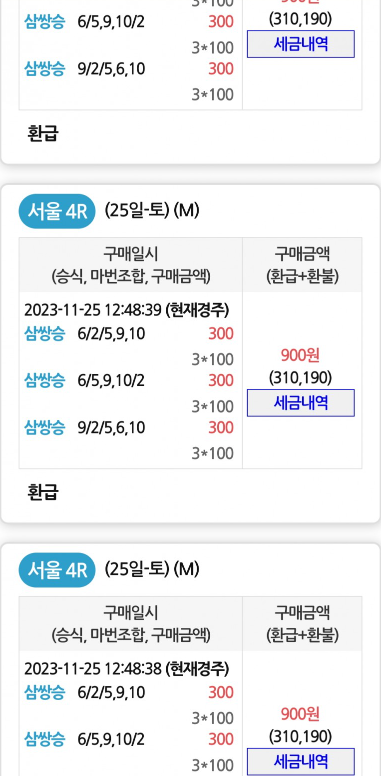 3*100
900원
삼쌍승 6/5,9,10/2 300
(310,190)
3*100
세금내역
삼쌍승 9/2/5,6,10 300
3*100
환급
서울 4R (25일-토) (M)
구매일시 구매금액
(승식, 마번조합, 구매금액) (환급+환불)
2023-11-25 12:48:39 (현재경주)
삼쌍승 6/2/5,9,10 300
3*100
900원
삼쌍승 6/5,9,10/2 300
(310,190)
3*100
세금내역
삼쌍승 9/2/5,6,10 300
3*100
환급
서울 4R (25일-토) (M)
구매일시 구매금액
(승식, 마번조합, 구매금액) (환급+환불)
2023-11-25 12:48:38 (현재경주)
삼쌍승 6/2/5,9,10 300
3*100
900원
삼쌍승 6/5,9,10/2 300
(310,190)
3*100
세금내역